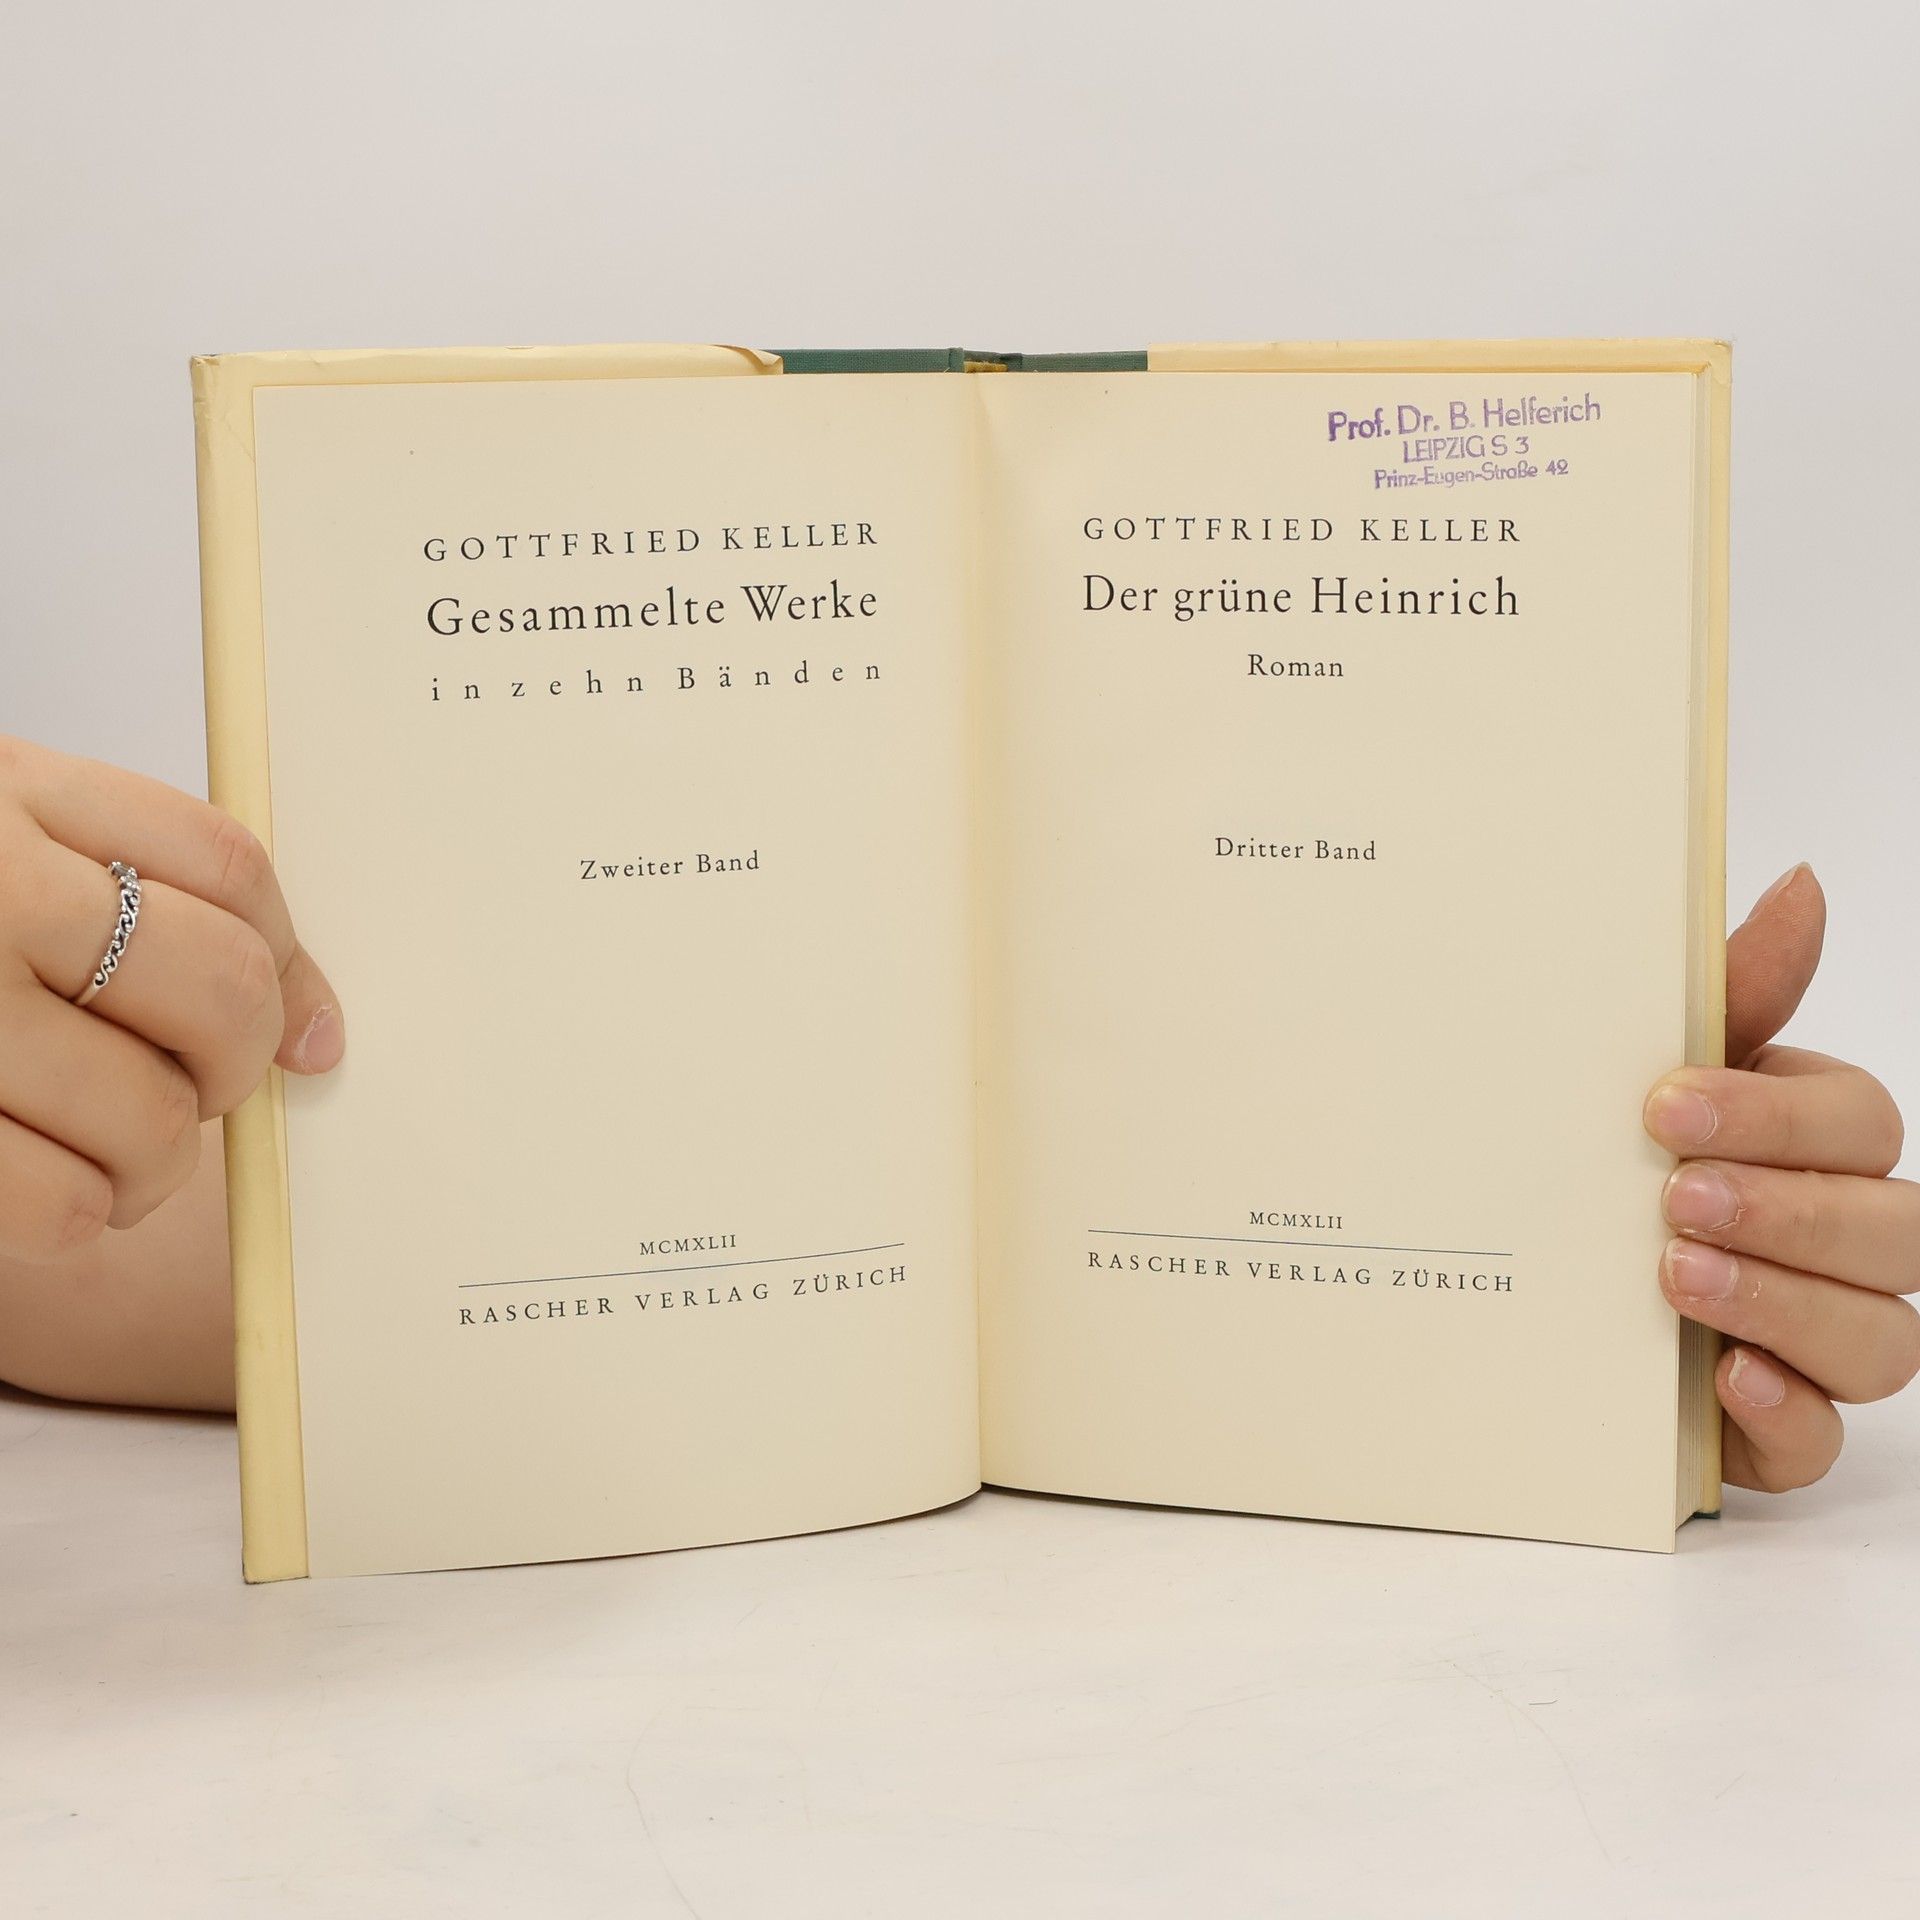 GOTTFRIED KELLER
Gesammelte Werke
in zehn Bänden
Zweiter Band
MCMXLII
RASCHER VERLAG ZÜRICH
Prof. Dr. B. Helferich
LEIPZIG S 3
Prinz-Eugen-Straße 42
GOTTFRIED KELLER
Der grüne Heinrich
Roman
Dritter Band
MCMXLII
RASCHER VERLAG ZÜRICH